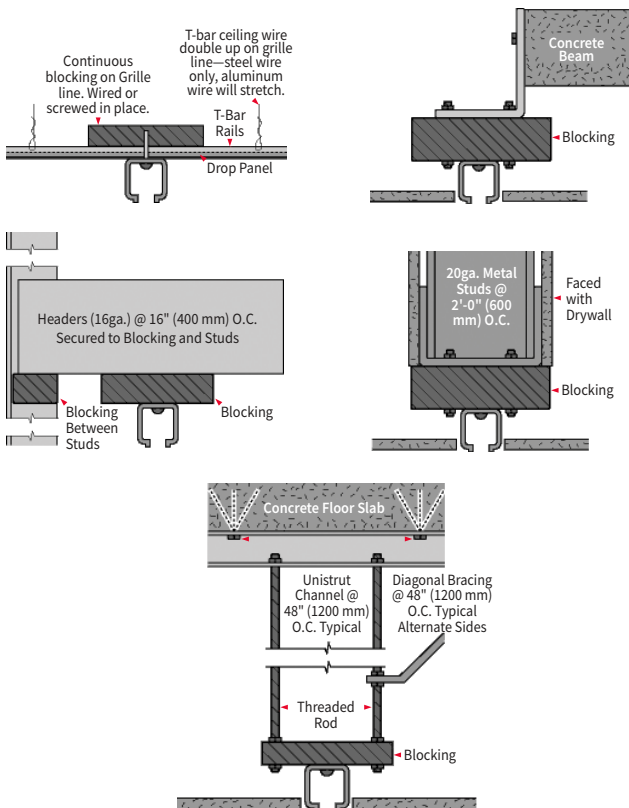 Continuous
blocking on Grille
line. Wired or
screwed in place.
T-bar ceiling wire
double up on grille
line—steel wire
only, aluminum
wire will stretch.
T-Bar
Rails
Drop Panel
Concrete
Beam
Blocking
Headers (16ga.) @ 16" (400 mm) O.C.
Secured to Blocking and Studs
Blocking
Between
Studs
Blocking
20ga. Metal
Studs @
2'-0" (600
mm) O.C.
Faced
with
Drywall
Blocking
Concrete Floor Slab
Unistrut
Channel @
48" (1200 mm)
O.C. Typical
Diagonal Bracing
@ 48" (1200 mm)
O.C. Typical
Alternate Sides
Threaded
Rod
Blocking